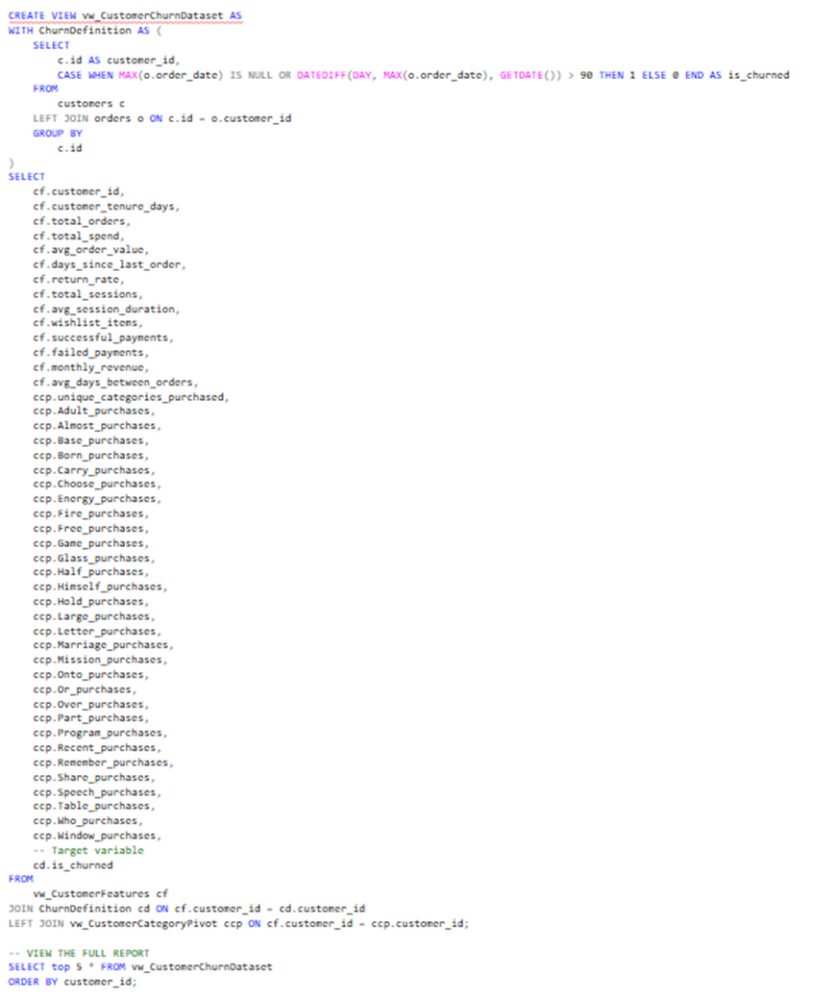 CREATE VIEW vw_CustomerChurnDataset AS
WITH ChurnDefinition AS (
SELECT
c.id AS customer_id,
CASE WHEN MAX(o.order_date) IS NULL OR DATEDIFF(DAY, MAX(o.order_date), GETDATE()) > 90 THEN 1 ELSE 0 END AS is_churned
FROM
customers c
LEFT JOIN orders o ON c.id = o.customer_id
GROUP BY
c.id
)
SELECT
cf.customer_id,
cf.customer_tenure_days,
cf.total_orders,
cf.total_spend,
cf.avg_order_value,
cf.days_since_last_order,
cf.return_rate,
cf.total_sessions,
cf.avg_session_duration,
cf.wishlist_items,
cf.successful_payments,
cf.failed_payments,
cf.monthly_revenue,
cf.avg_days_between_orders,
ccp.unique_categories_purchased,
ccp.Adult_purchases,
ccp.Almost_purchases,
ccp.Base_purchases,
ccp.Born_purchases,
ccp.Carry_purchases,
ccp.Choose_purchases,
ccp.Energy_purchases,
ccp.Fire_purchases,
ccp.Free_purchases,
ccp.Game_purchases,
ccp.Glass_purchases,
ccp.Half_purchases,
ccp.Himself_purchases,
ccp.Hold_purchases,
ccp.Large_purchases,
ccp.Letter_purchases,
ccp.Marriage_purchases,
ccp.Mission_purchases,
ccp.Onto_purchases,
ccp.Or_purchases,
ccp.Over_purchases,
ccp.Part_purchases,
ccp.Program_purchases,
ccp.Recent_purchases,
ccp.Remember_purchases,
ccp.Share_purchases,
ccp.Speech_purchases,
ccp.Table_purchases,
ccp.Who_purchases,
ccp.Window_purchases,
-- Target variable
cd.is_churned
FROM
vw_CustomerFeatures cf
JOIN ChurnDefinition cd ON cf.customer_id = cd.customer_id
LEFT JOIN vw_CustomerCategoryPivot ccp ON cf.customer_id = ccp.customer_id;
-- VIEW THE FULL REPORT
SELECT top 5 * FROM vw_CustomerChurnDataset
ORDER BY customer_id;